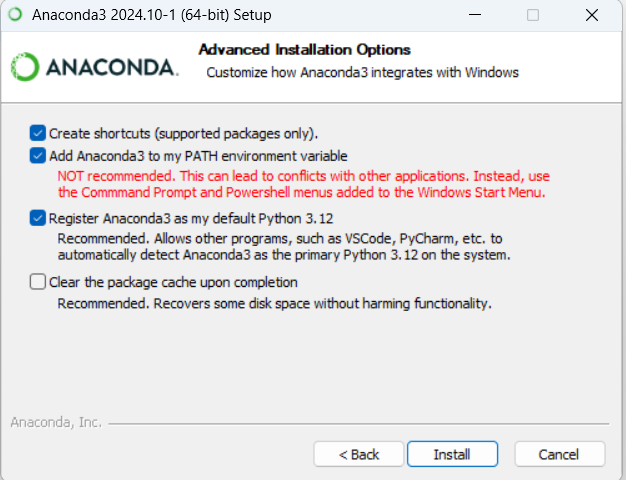 Anaconda3 2024.10-1 (64-bit) Setup
Advanced Installation Options
Customize how Anaconda3 integrates with Windows
ANACONDA.
Create shortcuts (supported packages only).
Add Anaconda3 to my PATH environment variable
NOT recommended. This can lead to conflicts with other applications. Instead, use
the Commmand Prompt and Powershell menus added to the Windows Start Menu.
Register Anaconda3 as my default Python 3.12
Recommended. Allows other programs, such as VSCode, PyCharm, etc. to
automatically detect Anaconda3 as the primary Python 3.12 on the system.
Clear the package cache upon completion
Recommended. Recovers some disk space without harming functionality.
Anaconda, Inc.
< Back
Install
Cancel